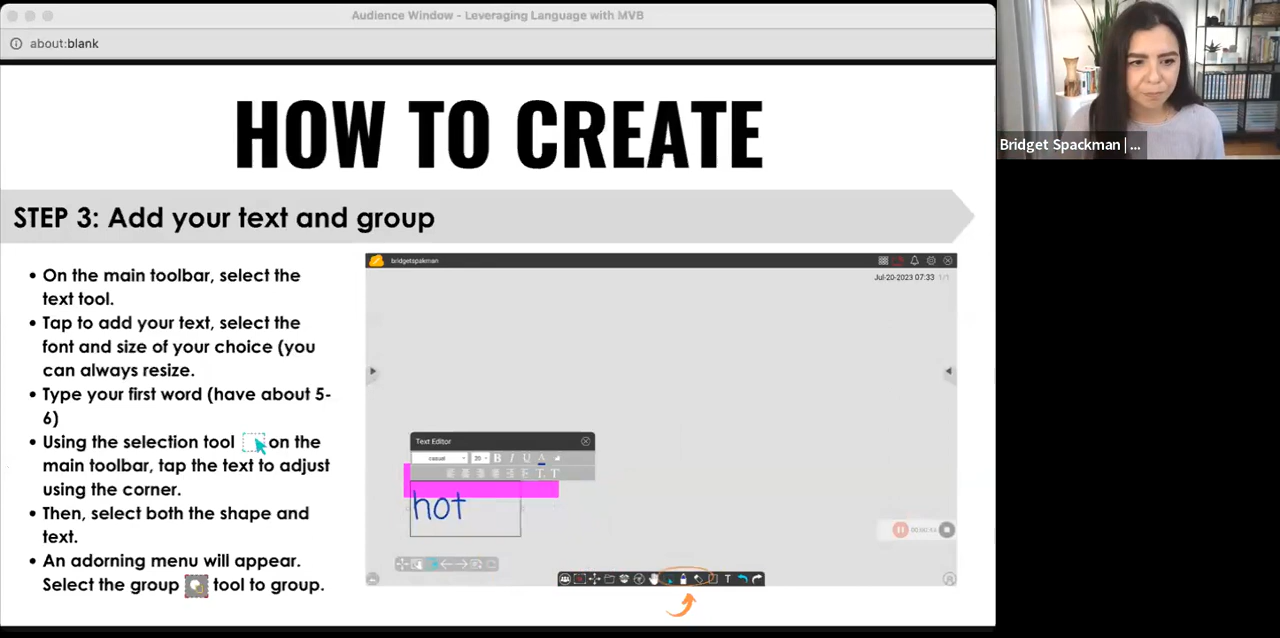 Audience Window - Leveraging Language with MVB
about:blank
HOW TO CREATE
STEP 3: Add your text and group
• On the main toolbar, select the
text tool.
• Tap to add your text, select the
font and size of your choice (you
can always resize.
• Type your first word (have about 5-
6)
• Using the selection tool on the
main toolbar, tap the text to adjust
using the corner.
• Then, select both the shape and
text.
• An adorning menu will appear.
Select the group tool to group.
bridgetspakman
Jul-20-2023 07:33 1/1
Text Editor
casual
B I U A
hot
T
Bridget Spackman | ...